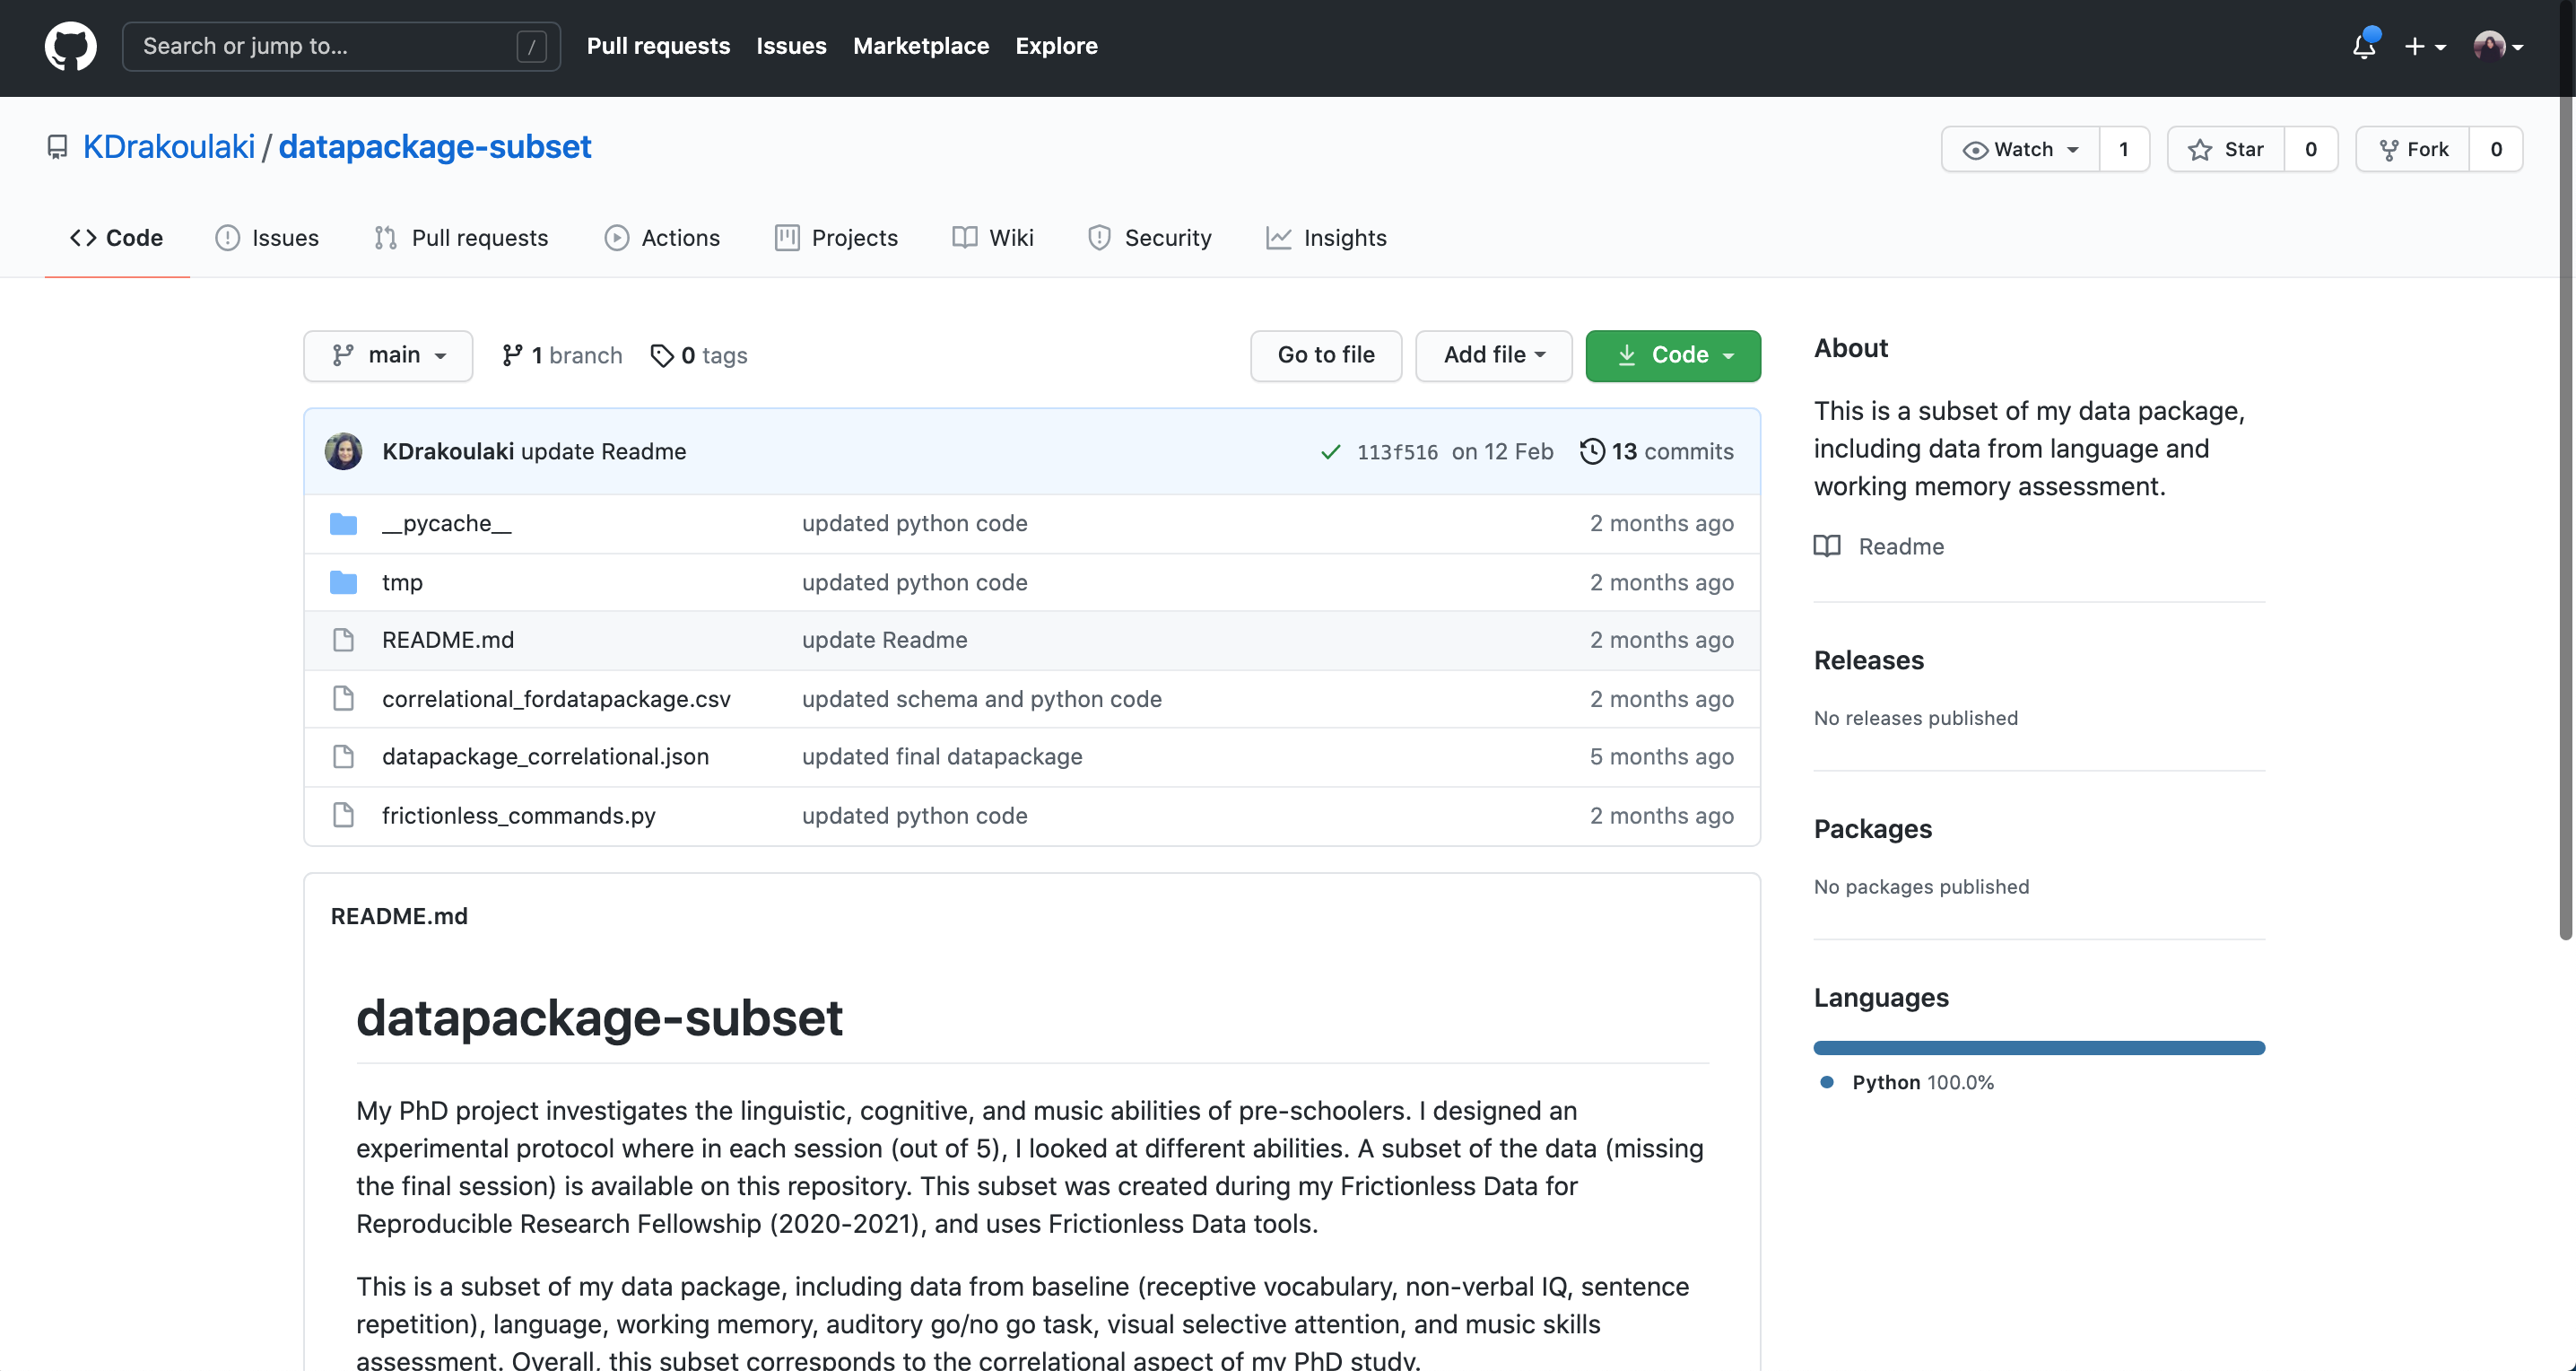 Search or jump to...
/
Pull requests
Issues
Marketplace
Explore
KDrakoulaki / datapackage-subset
Watch 1
Star 0
Fork 0
Code
Issues
Pull requests
Actions
Projects
Wiki
Security
Insights
main
1 branch
0 tags
Go to file
Add file
Code
KDrakoulaki update Readme
113f516 on 12 Feb
13 commits
__pycache__ updated python code 2 months ago
tmp updated python code 2 months ago
README.md update Readme 2 months ago
correlational_fordatapackage.csv updated schema and python code 2 months ago
datapackage_correlational.json updated final datapackage 5 months ago
frictionless_commands.py updated python code 2 months ago
README.md
datapackage-subset
My PhD project investigates the linguistic, cognitive, and music abilities of pre-schoolers. I designed an
experimental protocol where in each session (out of 5), I looked at different abilities. A subset of the data (missing
the final session) is available on this repository. This subset was created during my Frictionless Data for
Reproducible Research Fellowship (2020-2021), and uses Frictionless Data tools.
This is a subset of my data package, including data from baseline (receptive vocabulary, non-verbal IQ, sentence
repetition), language, working memory, auditory go/no go task, visual selective attention, and music skills
assessment. Overall, this subset corresponds to the correlational aspect of my PhD study.
About
This is a subset of my data package,
including data from language and
working memory assessment.
Readme
Releases
No releases published
Packages
No packages published
Languages
Python 100.0%